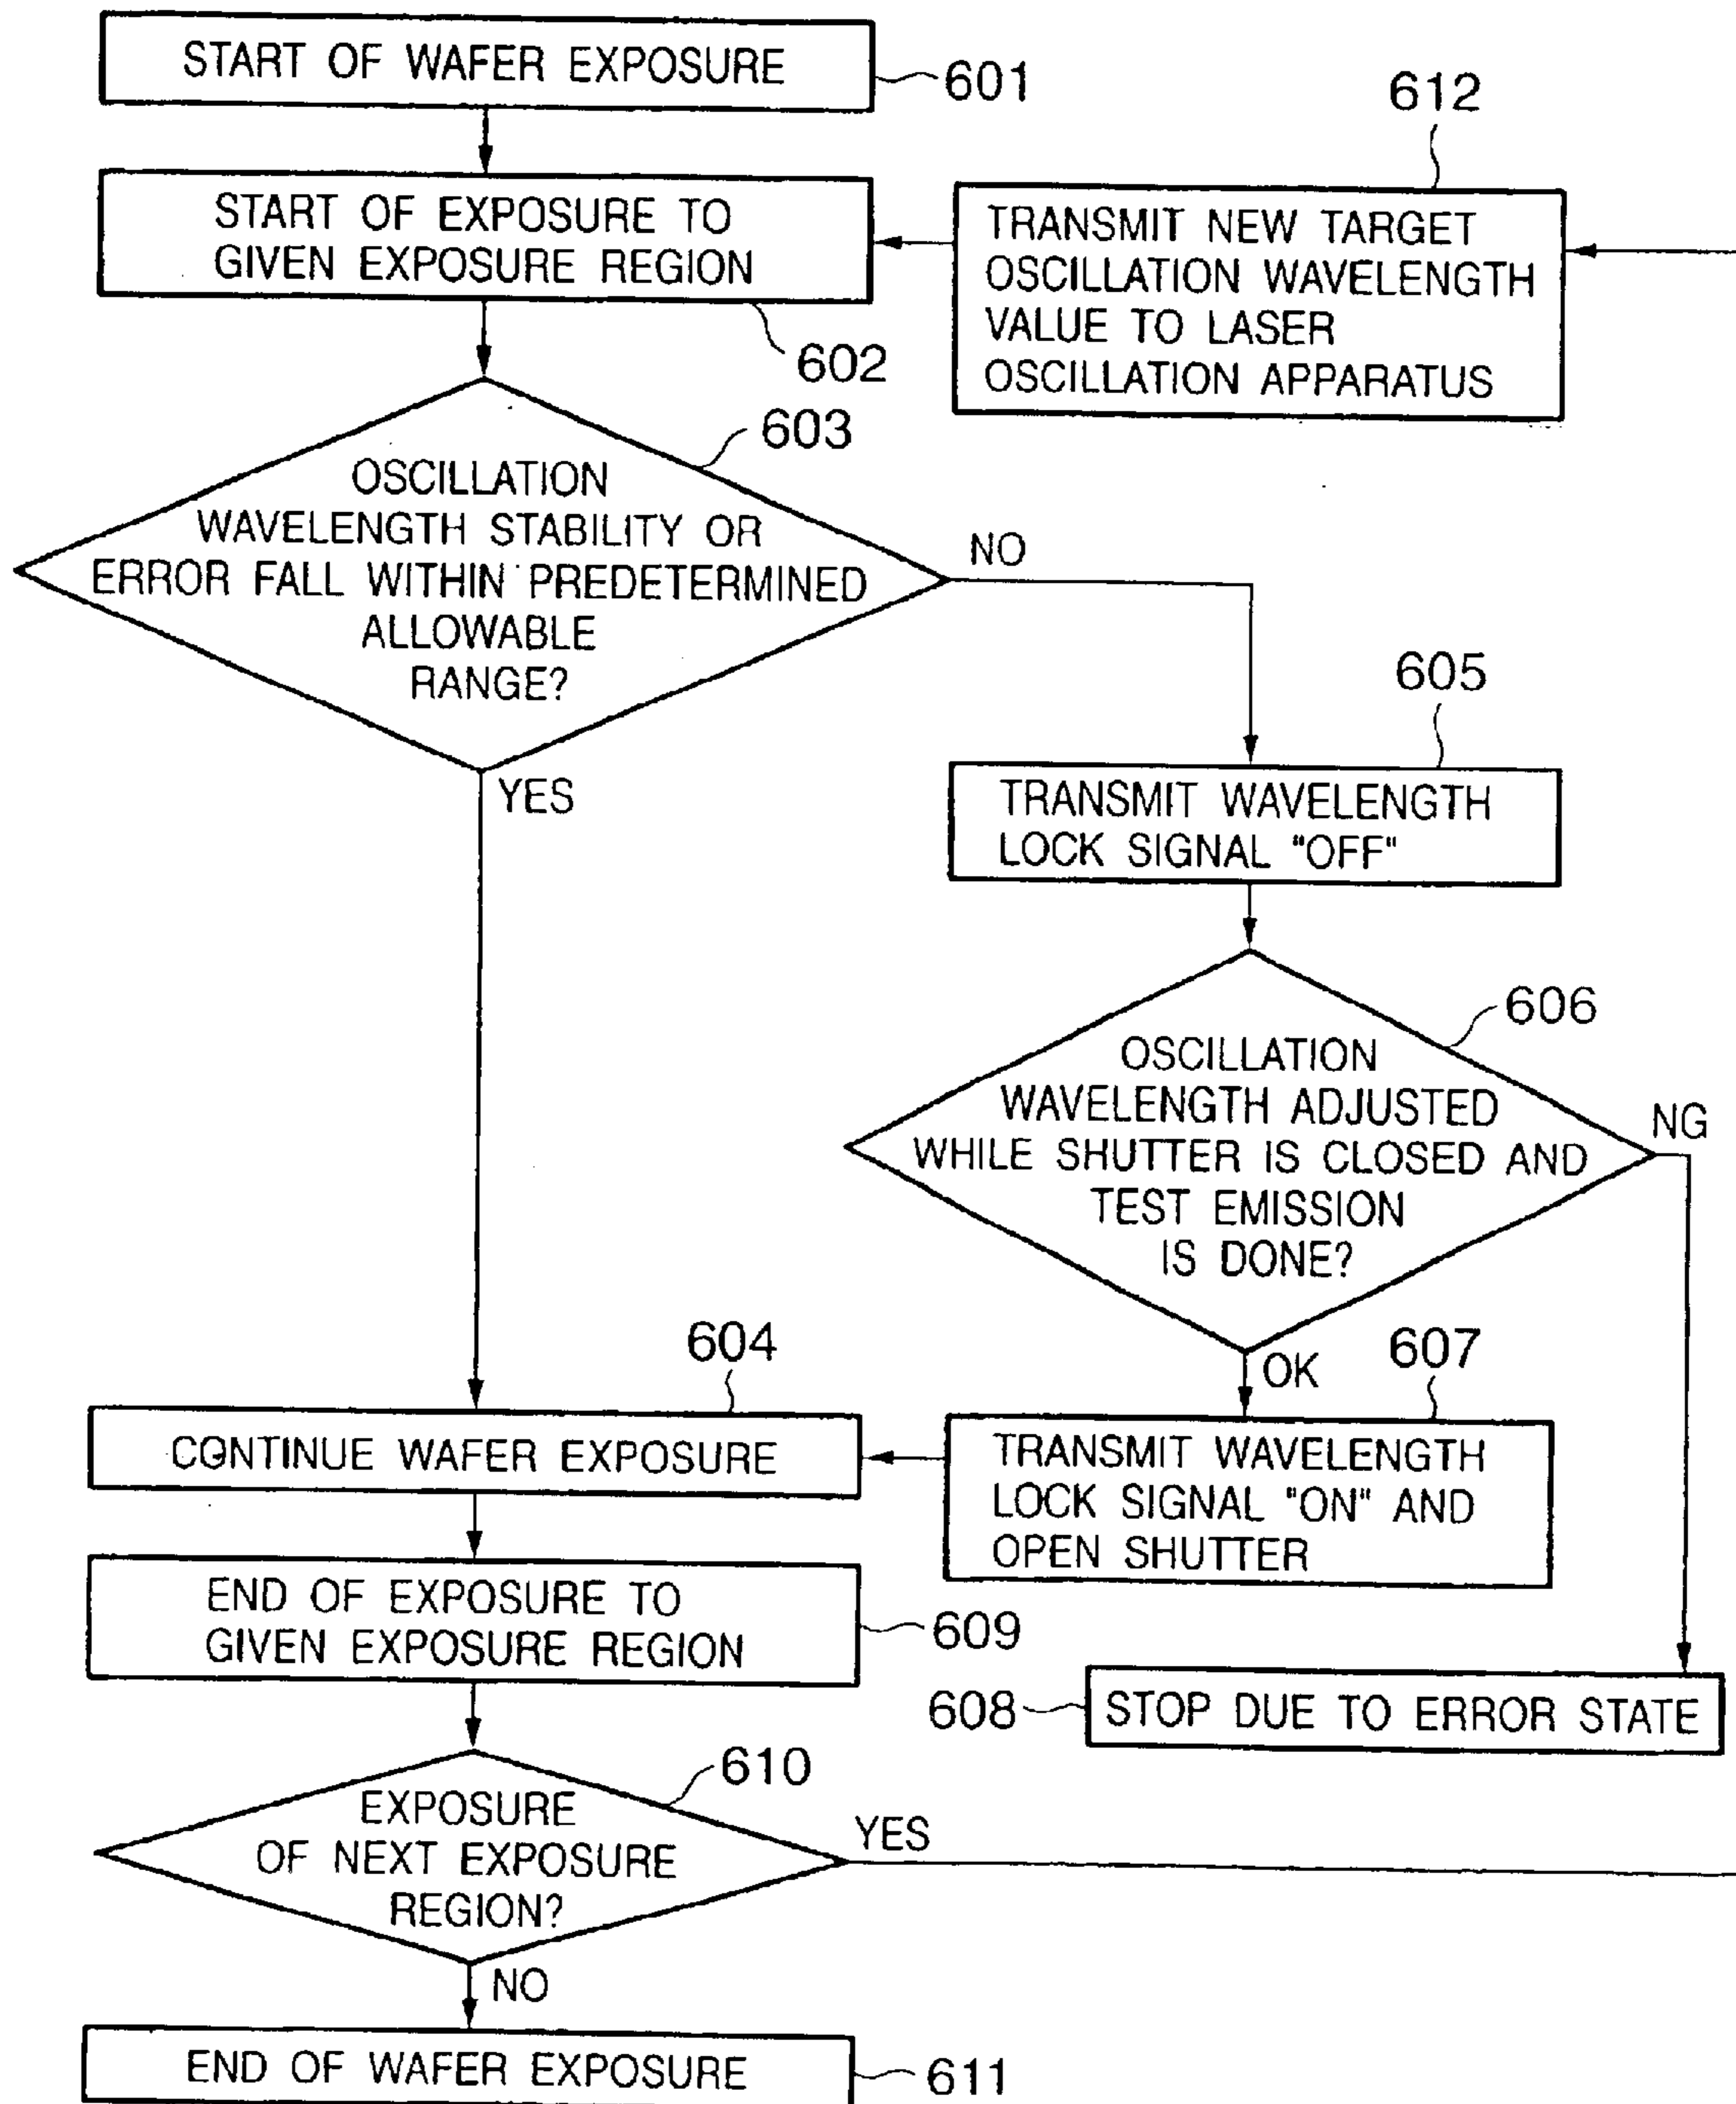 START OF WAFER EXPOSURE
601
612
START OF EXPOSURE TO
GIVEN EXPOSURE REGION
602
TRANSMIT NEW TARGET
OSCILLATION WAVELENGTH
VALUE TO LASER
OSCILLATION APPARATUS
603
OSCILLATION
WAVELENGTH STABILITY OR
ERROR FALL WITHIN PREDETERMINED
ALLOWABLE
RANGE?
NO
YES
605
TRANSMIT WAVELENGTH
LOCK SIGNAL "OFF"
606
OSCILLATION
WAVELENGTH ADJUSTED
WHILE SHUTTER IS CLOSED AND
TEST EMISSION
IS DONE?
NG
OK
604
CONTINUE WAFER EXPOSURE
607
TRANSMIT WAVELENGTH
LOCK SIGNAL "ON" AND
OPEN SHUTTER
END OF EXPOSURE TO
GIVEN EXPOSURE REGION
609
608
STOP DUE TO ERROR STATE
610
EXPOSURE
OF NEXT EXPOSURE
REGION?
YES
NO
END OF WAFER EXPOSURE
611